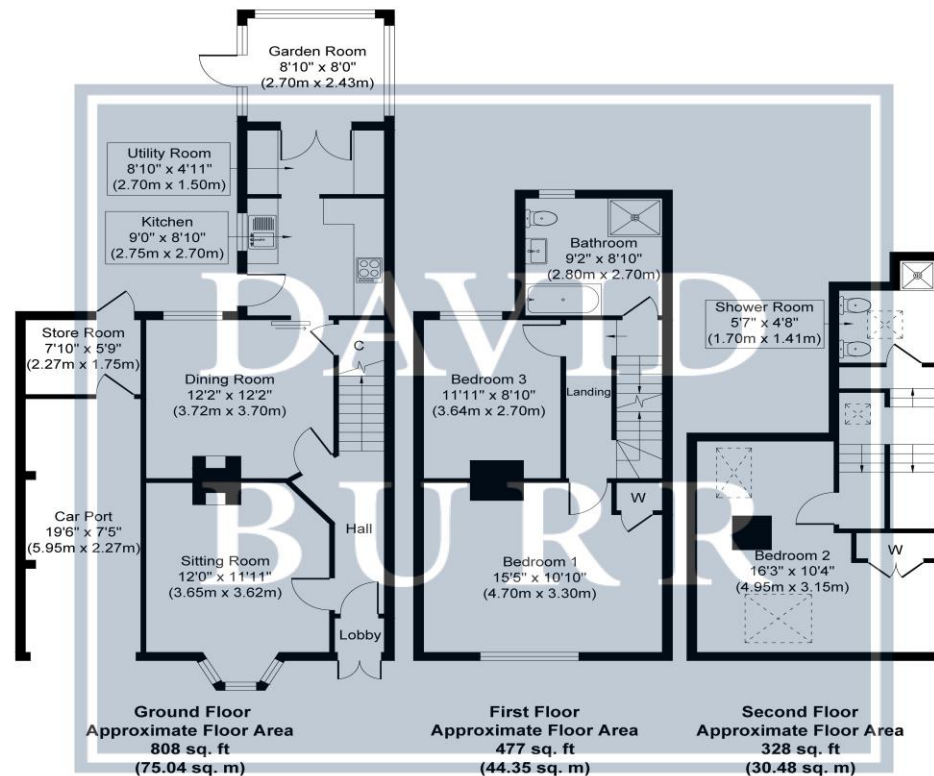 Garden Room
8'10" x 8'0"
(2.70m x 2.43m)
Utility Room
8'10" x 4'11"
(2.70m x 1.50m)
Kitchen
9'0" x 8'10"
(2.75m x 2.70m)
Store Room
7'10" x 5'9"
(2.27m x 1.75m)
Dining Room
12'2" x 12'2"
(3.72m x 3.70m)
C
Car Port
19'6" x 7'5"
(5.95m x 2.27m)
Sitting Room
12'0" x 11'11"
(3.65m x 3.62m)
Hall
Lobby
Bathroom
9'2" x 8'10"
(2.80m x 2.70m)
Bedroom 3
11'11" x 8'10"
(3.64m x 2.70m)
Landing
W
Bedroom 1
15'5" x 10'10"
(4.70m x 3.30m)
Shower Room
5'7" x 4'8"
(1.70m x 1.41m)
W
Bedroom 2
16'3" x 10'4"
(4.95m x 3.15m)
DAVID
BURR
Ground Floor
Approximate Floor Area
808 sq. ft
(75.04 sq. m)
First Floor
Approximate Floor Area
477 sq. ft
(44.35 sq. m)
Second Floor
Approximate Floor Area
328 sq. ft
(30.48 sq. m)